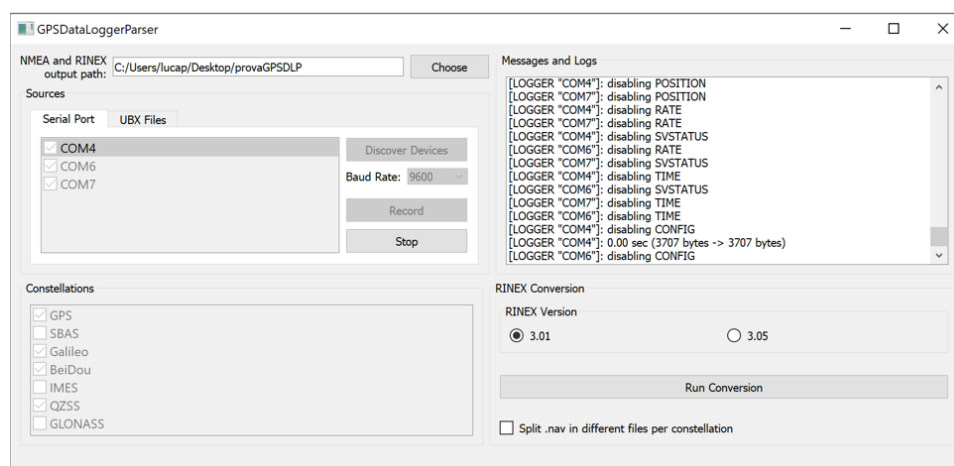 GPSDataLoggerParser
NMEA and RINEX
output path:
C:/Users/lucap/Desktop/provaGPSDLP
Choose
Sources
Serial Port
UBX Files
COM4
COM6
COM7
Discover Devices
Baud Rate: 9600
Record
Stop
Messages and Logs
[LOGGER "COM4"]: disabling POSITION
[LOGGER "COM7"]: disabling POSITION
[LOGGER "COM4"]: disabling RATE
[LOGGER "COM7"]: disabling RATE
[LOGGER "COM4"]: disabling SVSTATUS
[LOGGER "COM6"]: disabling RATE
[LOGGER "COM7"]: disabling SVSTATUS
[LOGGER "COM4"]: disabling TIME
[LOGGER "COM6"]: disabling SVSTATUS
[LOGGER "COM7"]: disabling TIME
[LOGGER "COM6"]: disabling TIME
[LOGGER "COM4"]: disabling CONFIG
[LOGGER "COM4"]: 0.00 sec (3707 bytes -> 3707 bytes)
[LOGGER "COM6"]: disabling CONFIG
Constellations
GPS
SBAS
Galileo
BeiDou
IMES
QZSS
GLONASS
RINEX Conversion
RINEX Version
3.01
3.05
Run Conversion
Split .nav in different files per constellation